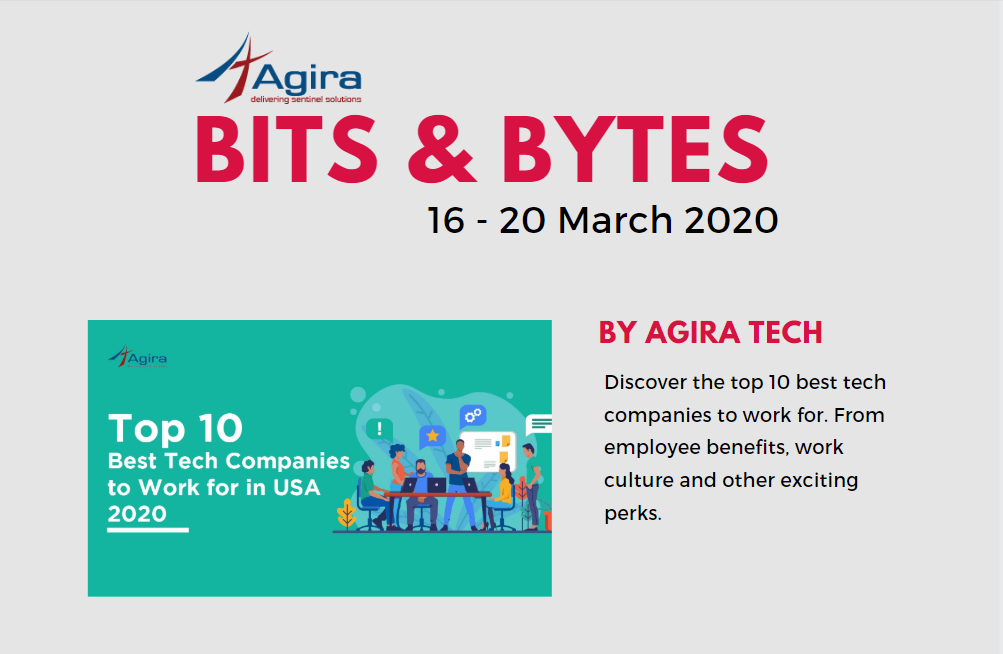 Agira
delivering sentinel solutions
BITS & BYTES
16 - 20 March 2020
Agira
Top 10
Best Tech Companies
to Work for in USA
2020
!
BY AGIRA TECH
Discover the top 10 best tech
companies to work for. From
employee benefits, work
culture and other exciting
perks.